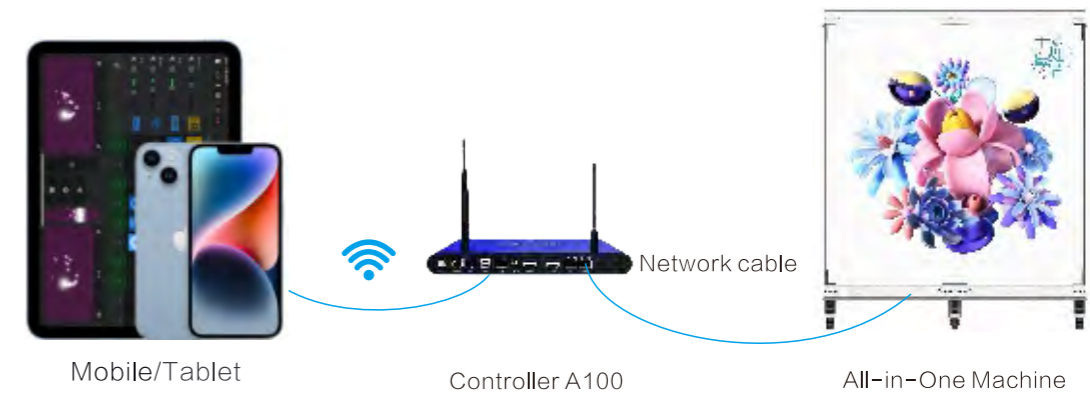 Network cable
Mobile/Tablet
Controller A100
All-in-One Machine